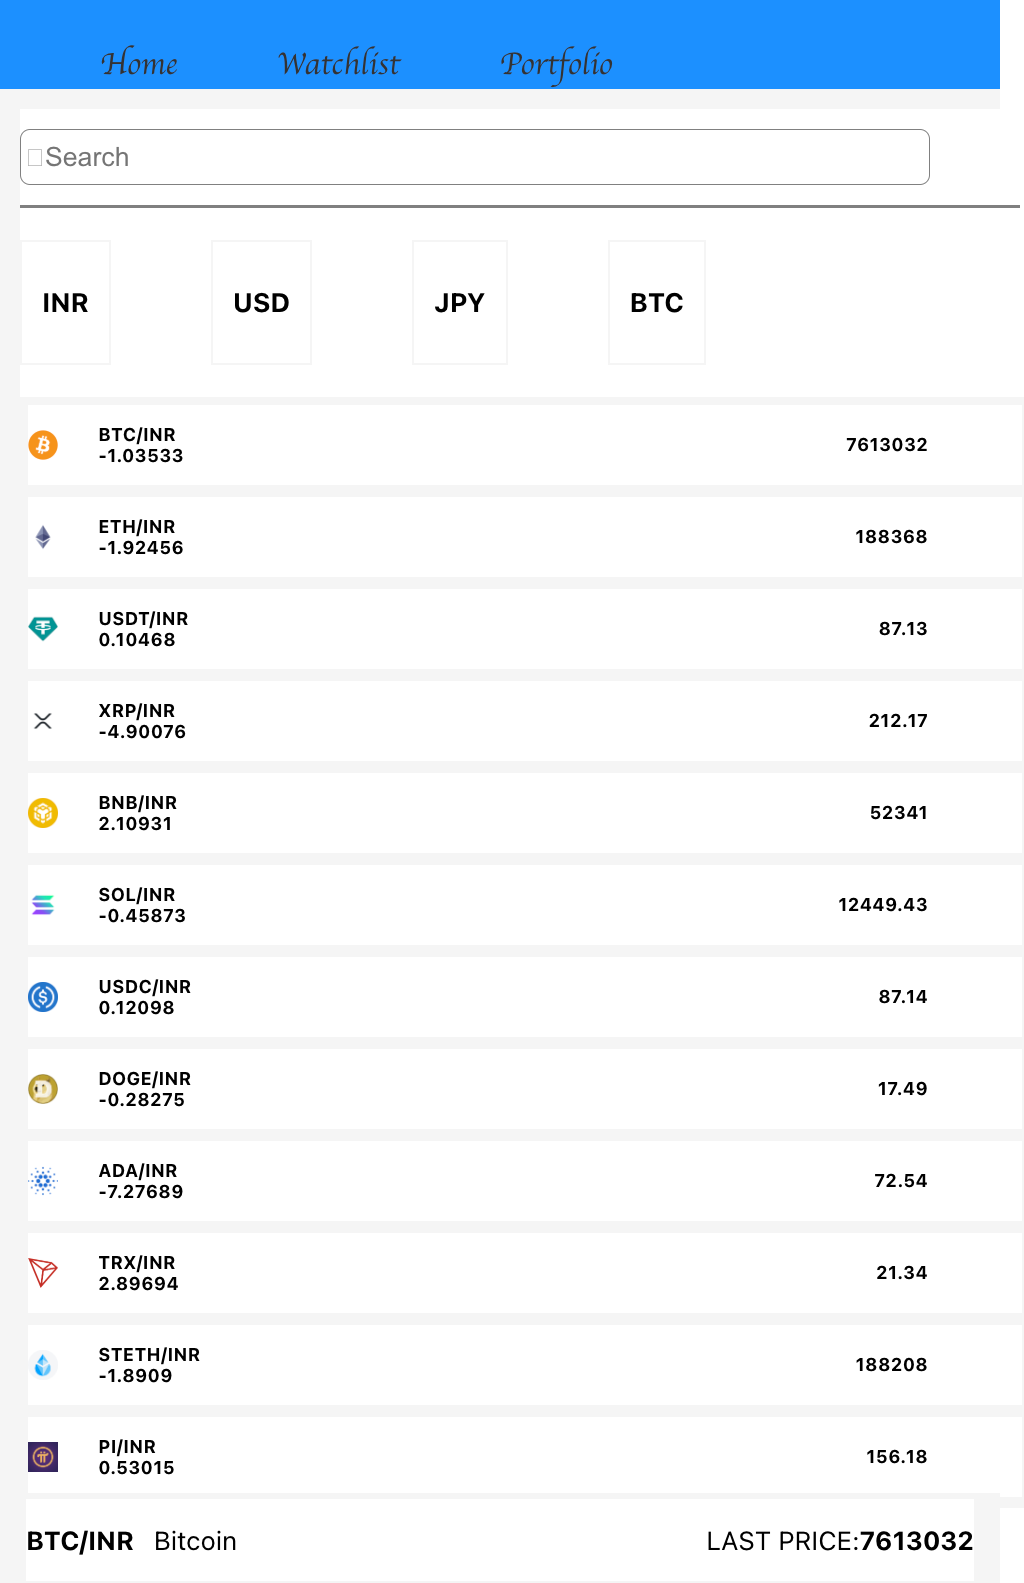 Home Watchlist Portfolio
Search
INR USD JPY BTC
BTC/INR
-1.03533
7613032
ETH/INR
-1.92456
188368
USDT/INR
0.10468
87.13
XRP/INR
-4.90076
212.17
BNB/INR
2.10931
52341
SOL/INR
-0.45873
12449.43
USDC/INR
0.12098
87.14
DOGE/INR
-0.28275
17.49
ADA/INR
-7.27689
72.54
TRX/INR
2.89694
21.34
STETH/INR
-1.8909
188208
PI/INR
0.53015
156.18
BTC/INR Bitcoin LAST PRICE:7613032